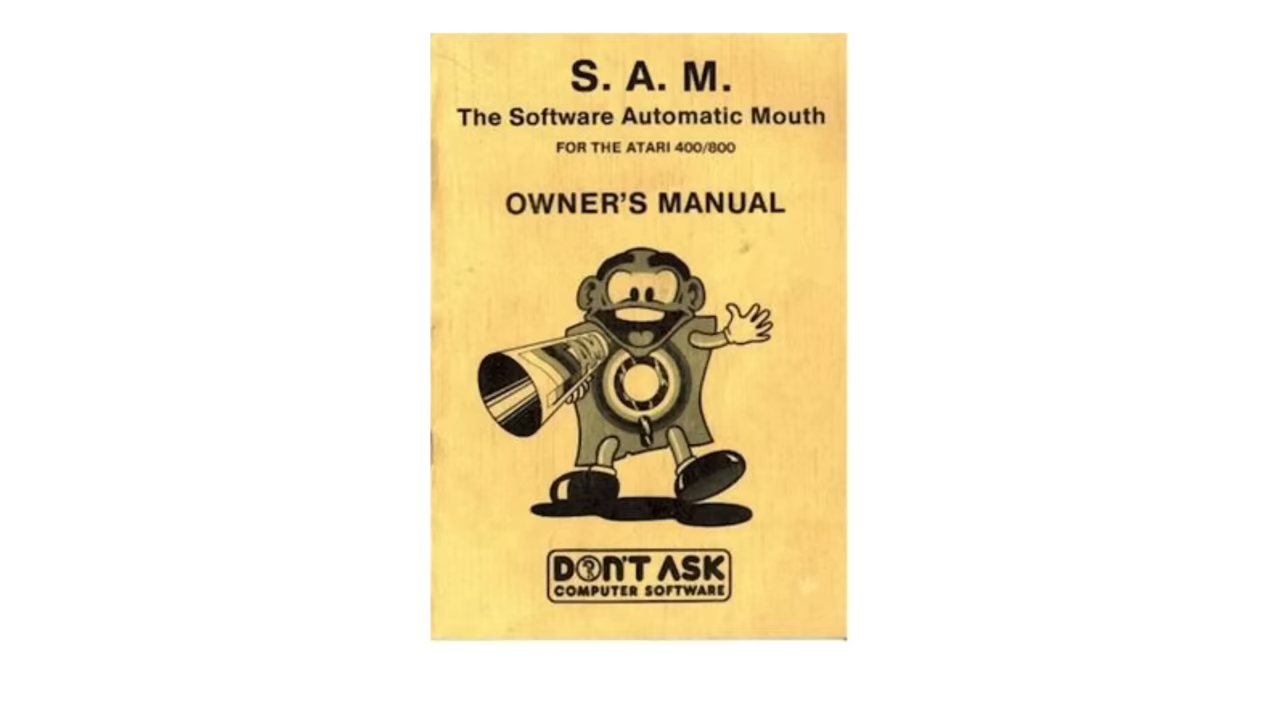 S. A. M.
The Software Automatic Mouth
FOR THE ATARI 400/800
OWNER'S MANUAL
DON'T ASK
COMPUTER SOFTWARE